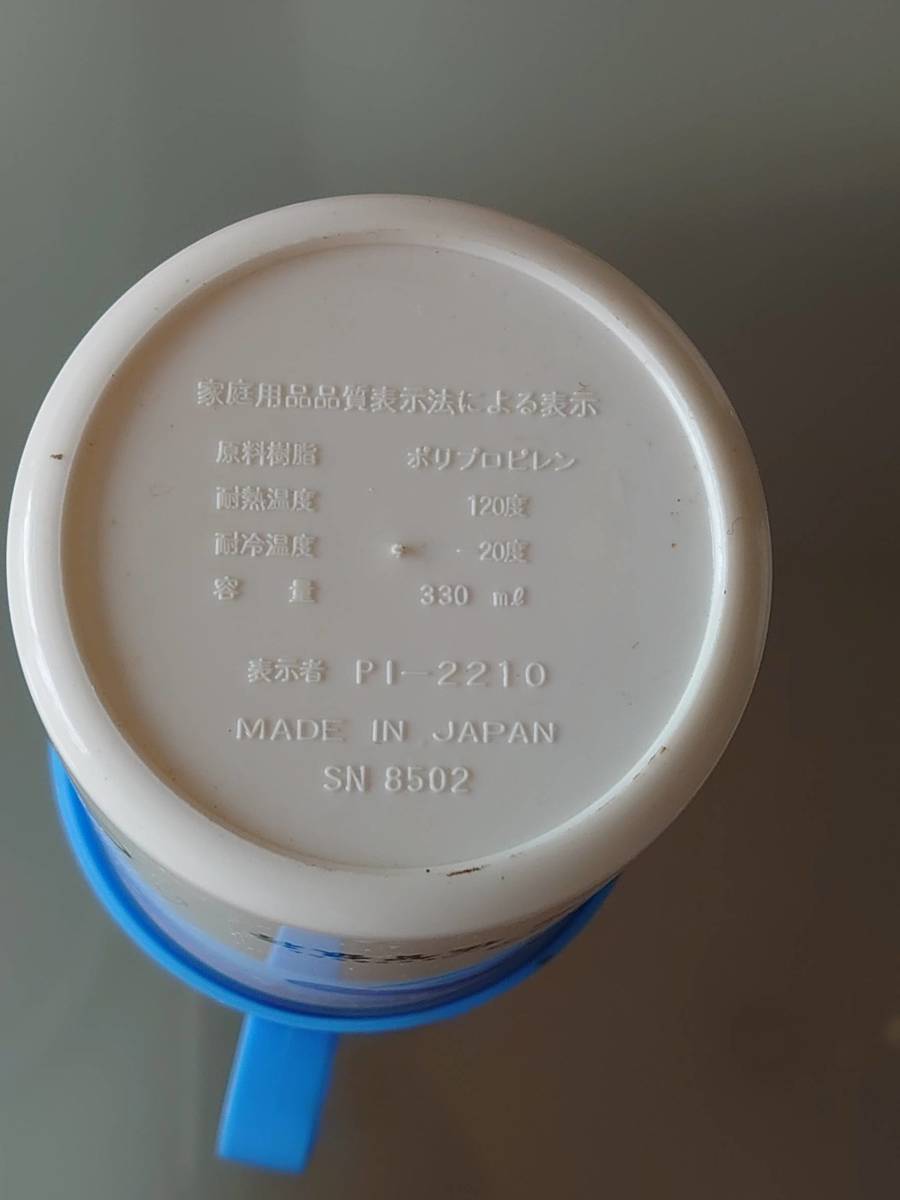 家庭用品品質表示法による表示
原料樹脂 ポリプロピレン
耐熱温度 120度
耐冷温度 - 20度
容 量 330 mℓ
表示者 PI-2210
MADE IN JAPAN
SN 8502